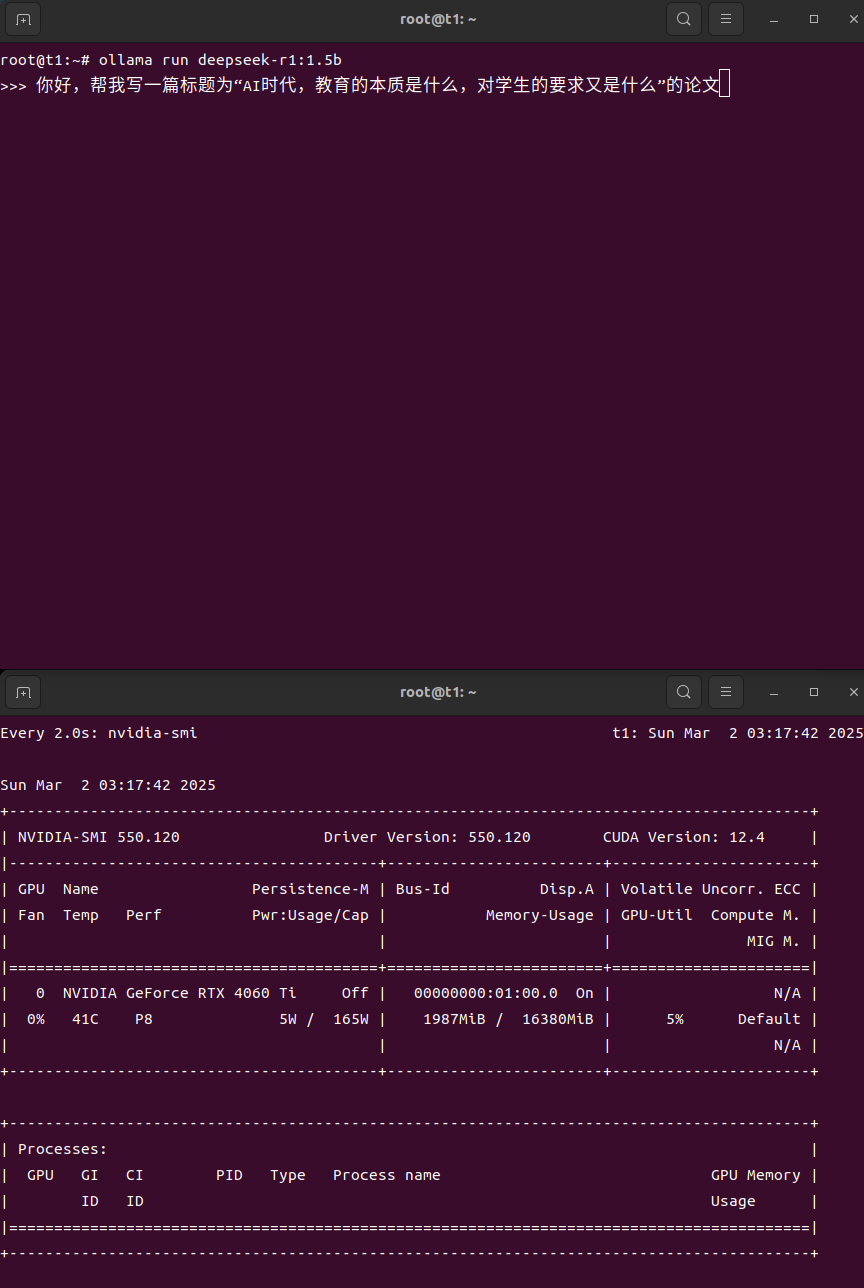 root@t1: ~
root@t1:~# ollama run deepseek-r1:1.5b
>>> 你好，帮我写一篇标题为“AI时代，教育的本质是什么，对学生的要求又是什么”的论文
root@t1: ~
Every 2.0s: nvidia-smi                                              t1: Sun Mar  2 03:17:42 2025
Sun Mar  2 03:17:42 2025
+-----------------------------------------------------------------------------------------+
| NVIDIA-SMI 550.120                Driver Version: 550.120        CUDA Version: 12.4     |
|-----------------------------------------+------------------------+----------------------+
| GPU  Name                 Persistence-M | Bus-Id          Disp.A | Volatile Uncorr. ECC |
| Fan  Temp   Perf          Pwr:Usage/Cap |           Memory-Usage | GPU-Util  Compute M. |
|                                         |                        |               MIG M. |
|=========================================+========================+======================|
|   0  NVIDIA GeForce RTX 4060 Ti     Off |   00000000:01:00.0  On |                  N/A |
|  0%   41C    P8              5W /  165W |    1987MiB /  16380MiB |      5%      Default |
|                                         |                        |                  N/A |
+-----------------------------------------+------------------------+----------------------+
+-----------------------------------------------------------------------------------------+
| Processes:                                                                              |
|  GPU   GI   CI        PID   Type   Process name                              GPU Memory |
|        ID   ID                                                               Usage      |
|=========================================================================================|
+-----------------------------------------------------------------------------------------+